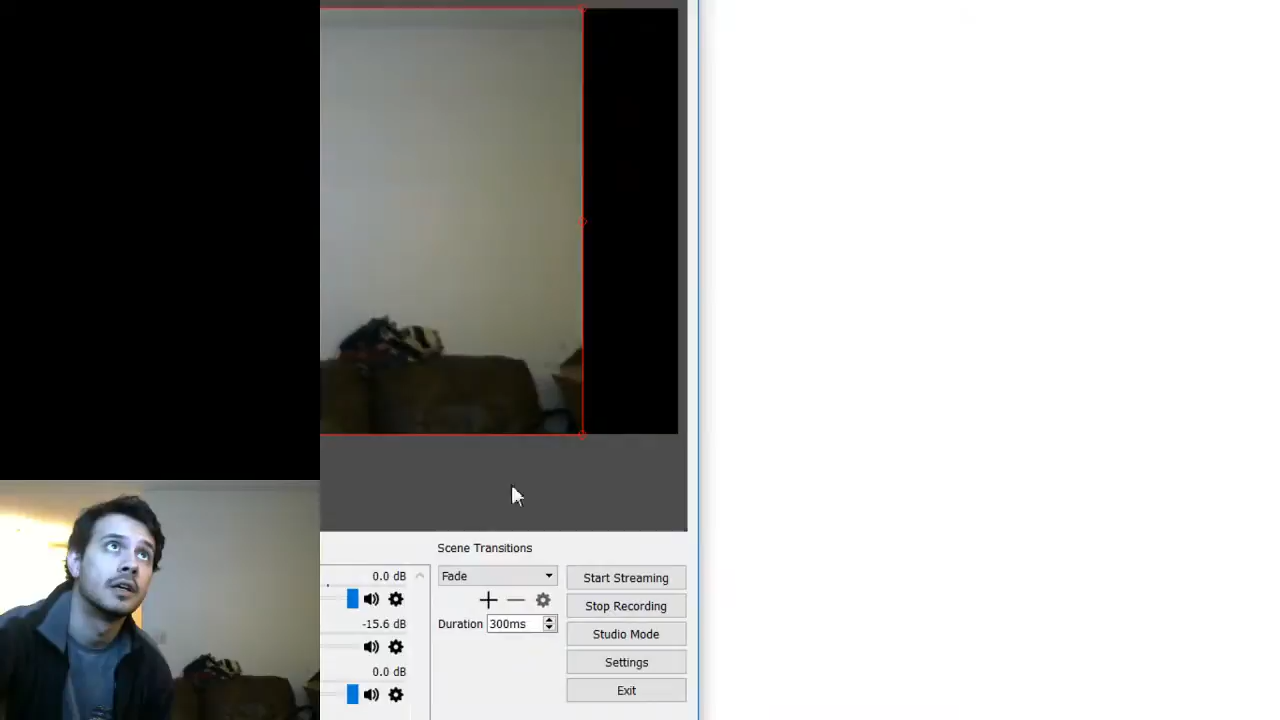 Scene Transitions
0.0 dB
Fade
Start Streaming
Stop Recording
-15.6 dB
Duration 300ms
Studio Mode
Settings
0.0 dB
Exit